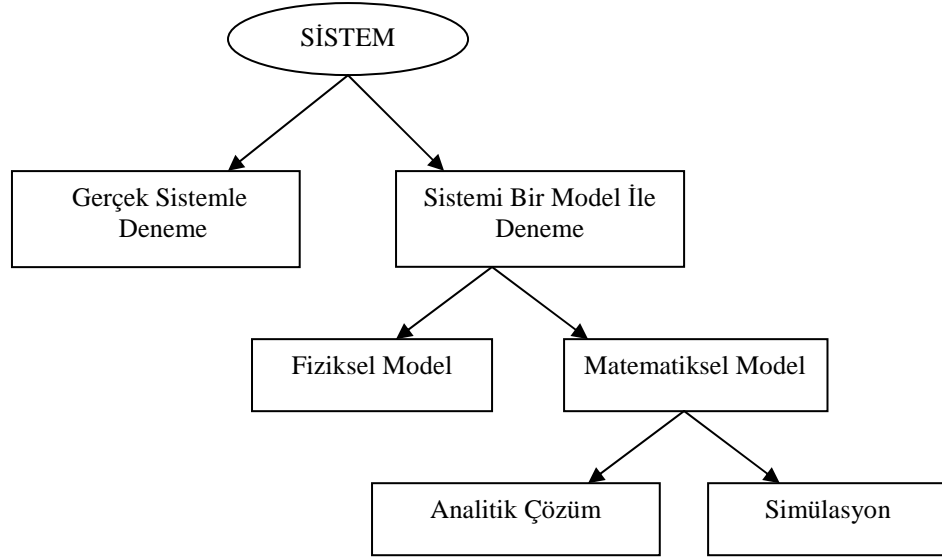 SİSTEM
Gerçek Sistemle
Deneme
Sistemi Bir Model İle
Deneme
Fiziksel Model
Matematiksel Model
Analitik Çözüm
Simülasyon